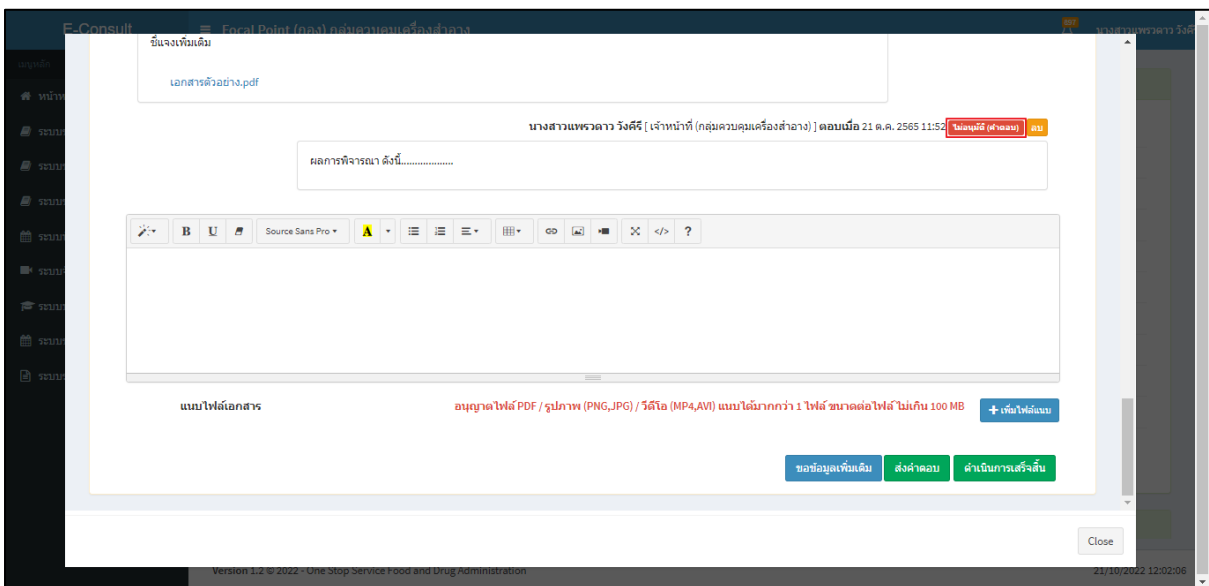 E-Consult
Focal Point (กอง) กลุ่มควบคุมเครื่องสำอาง
257
นางสาวแพรวดาว วังคีรี
ชี้แจงเพิ่มเติม
เมนูหลัก
เอกสารตัวอย่าง.pdf
นางสาวแพรวดาว วังคีรี [ เจ้าหน้าที่ (กลุ่มควบคุมเครื่องสำอาง) ] ตอบเมื่อ 21 ต.ค. 2565 11:52 ไม่อนุมัติ (คำตอบ) ลบ
ผลการพิจารณา ดังนี้...................
B U Source Sans Pro A </> ?
แนบไฟล์เอกสาร
อนุญาตไฟล์ PDF / รูปภาพ (PNG,JPG) / วีดีโอ (MP4,AVI) แนบได้มากกว่า 1 ไฟล์ ขนาดต่อไฟล์ ไม่เกิน 100 MB
เพิ่มไฟล์แนบ
ขอข้อมูลเพิ่มเติม ส่งคำตอบ ดำเนินการเสร็จสิ้น
Close
Version 1.2 © 2022 - One Stop Service Food and Drug Administration
21/10/2022 12:02:06